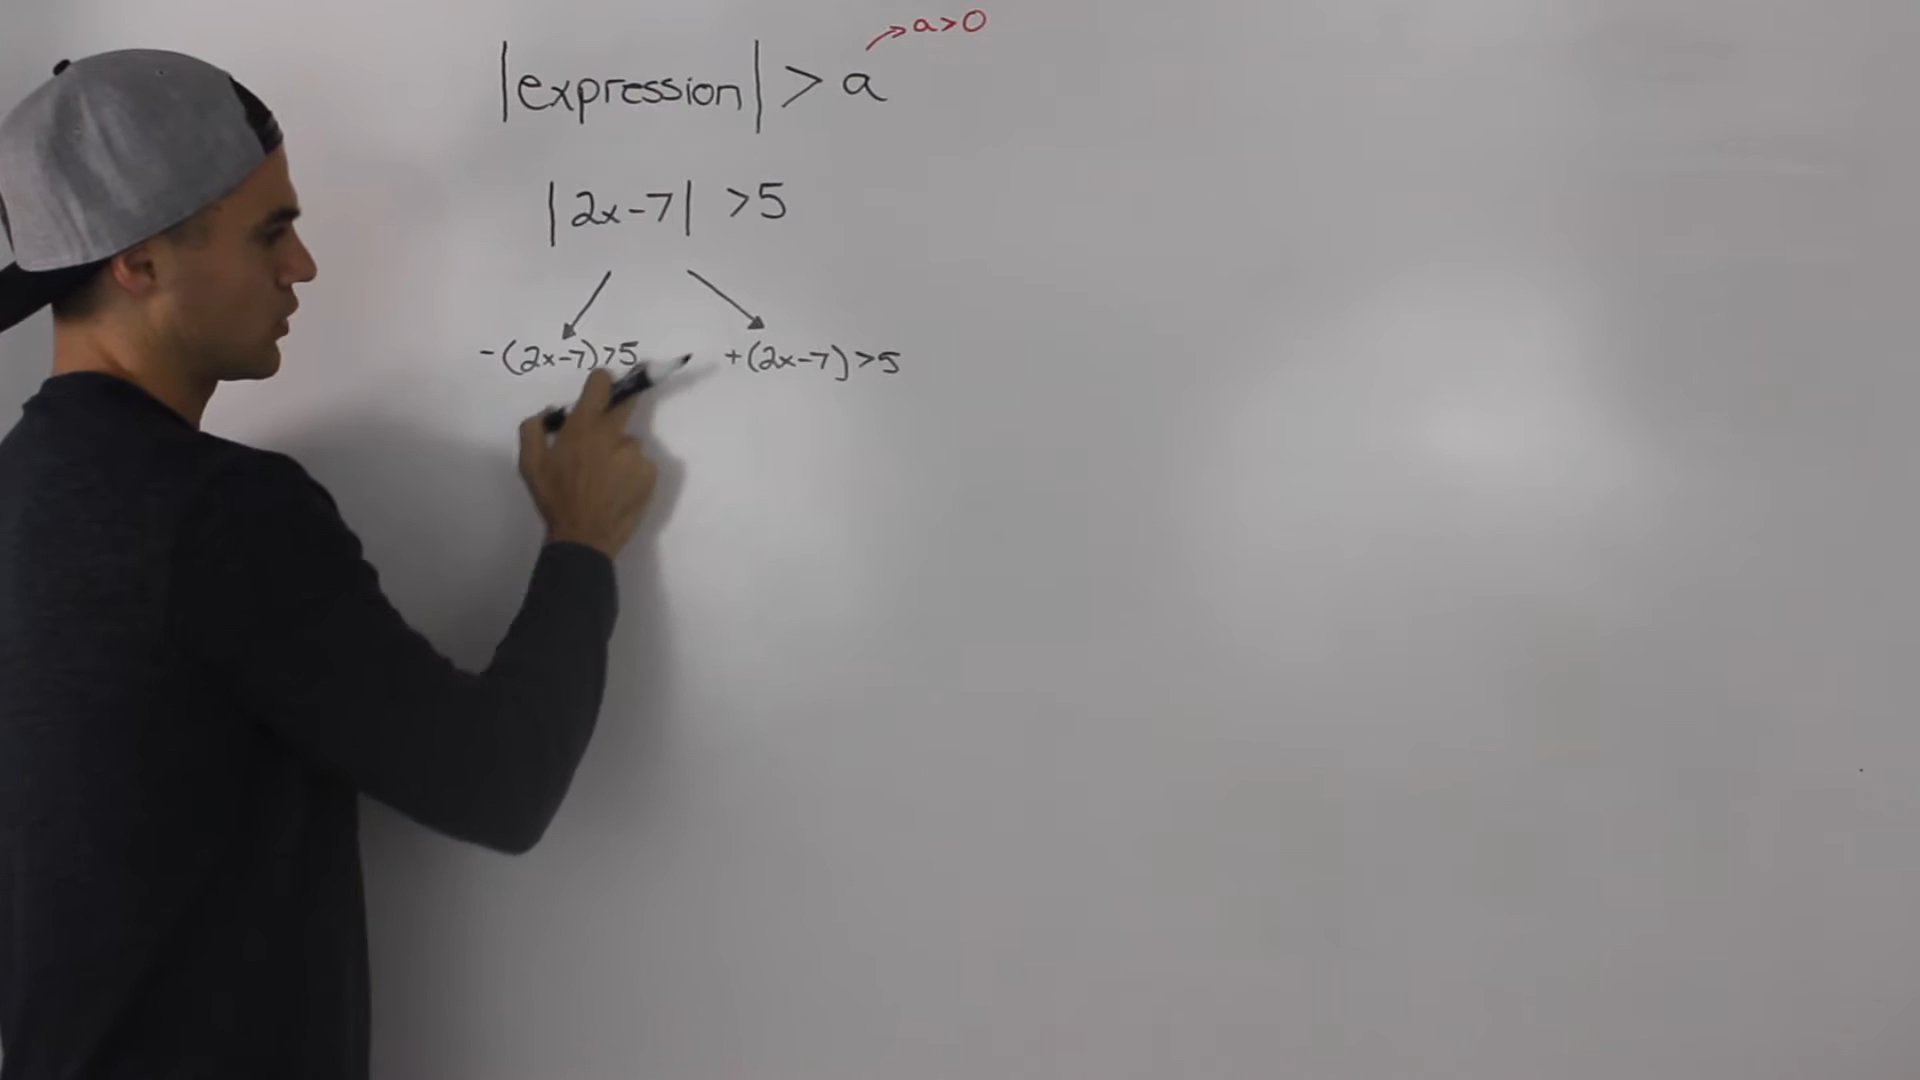 a>0
|expression| > a
|2x-7| >5
-(2x-7)>5 +(2x-7)>5